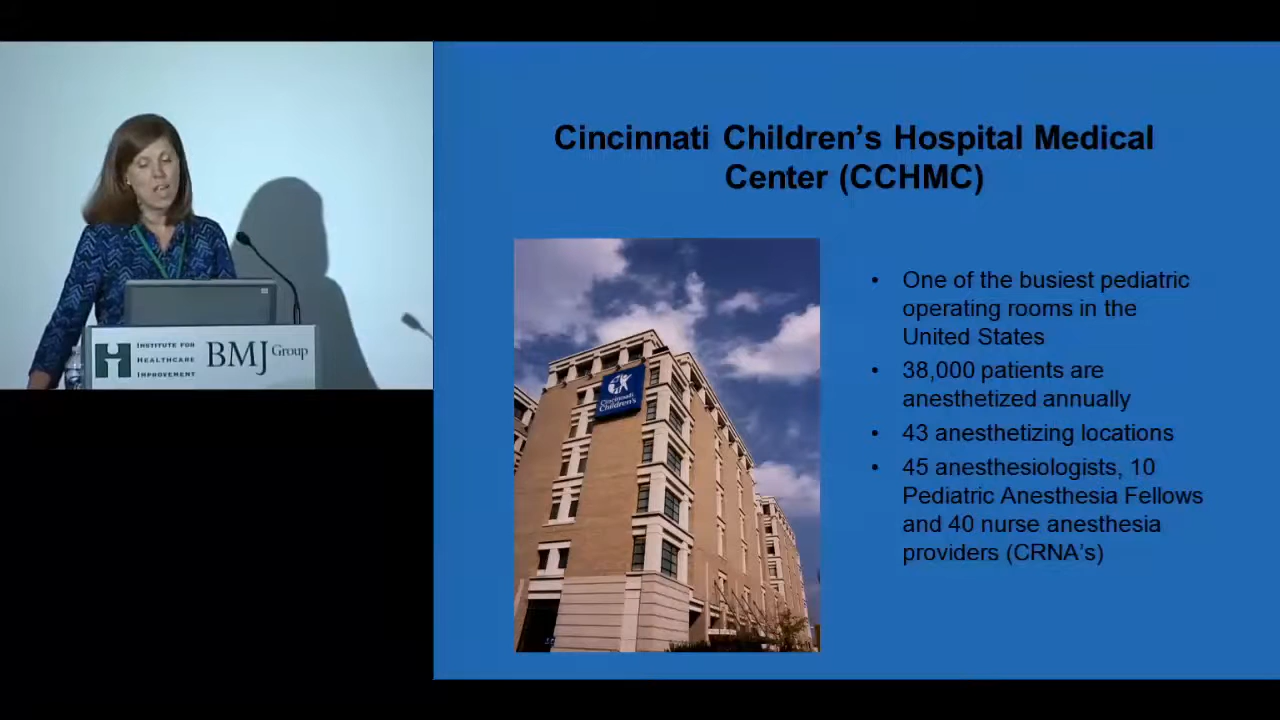 Cincinnati Children’s Hospital Medical
Center (CCHMC)
Cincinnati
Children's
• One of the busiest pediatric
operating rooms in the
United States
• 38,000 patients are
anesthetized annually
• 43 anesthetizing locations
• 45 anesthesiologists, 10
Pediatric Anesthesia Fellows
and 40 nurse anesthesia
providers (CRNA’s)
INSTITUTE FOR
HEALTHCARE
IMPROVEMENT
BMJ Group